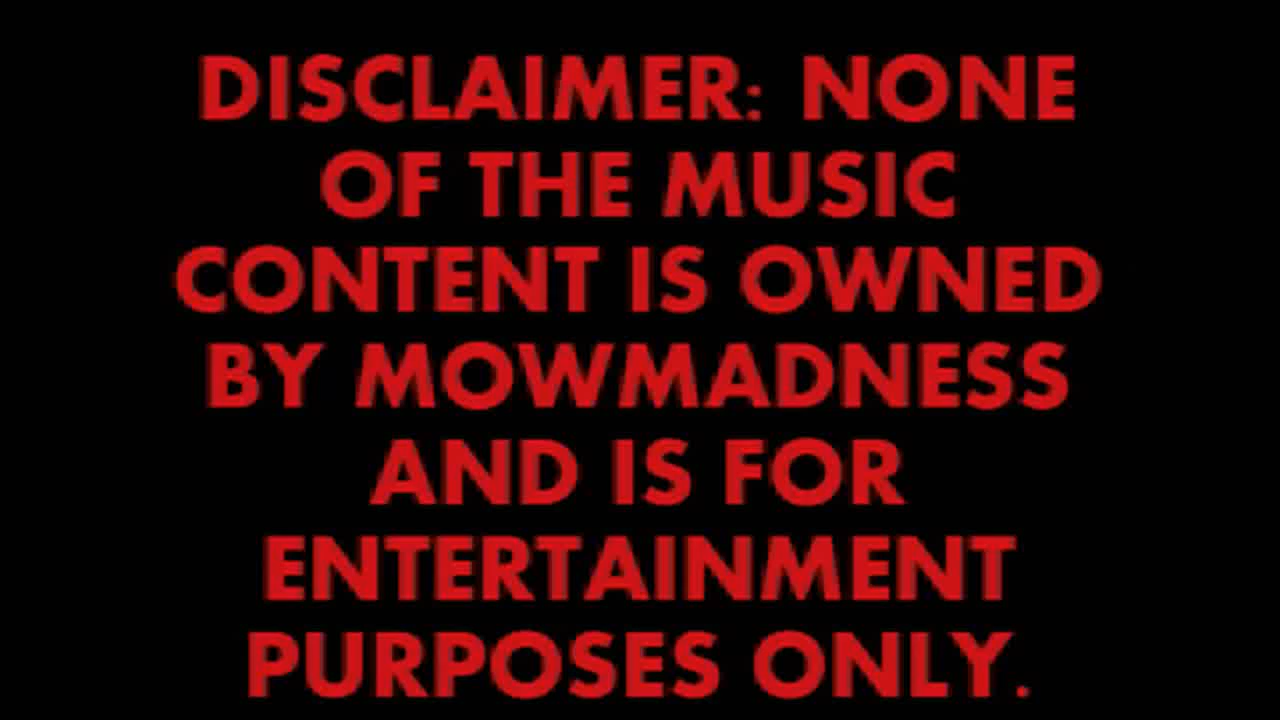 DISCLAIMER: NONE
OF THE MUSIC
CONTENT IS OWNED
BY MOWMADNESS
AND IS FOR
ENTERTAINMENT
PURPOSES ONLY.